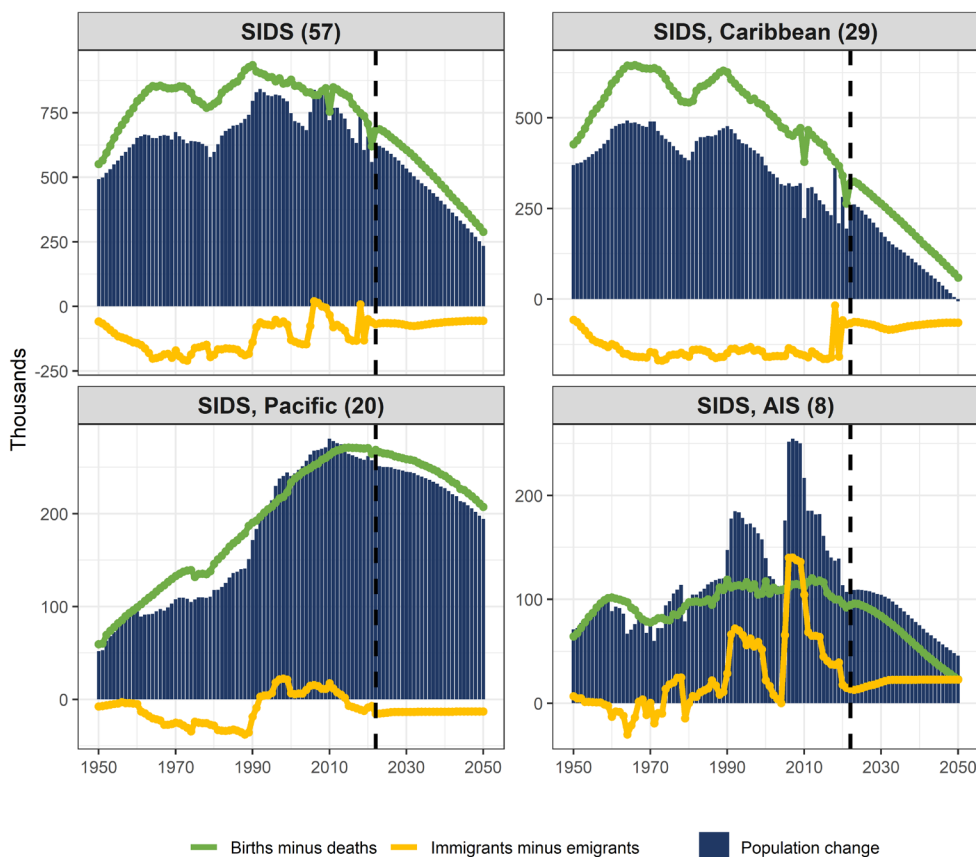 SIDS (57)
SIDS, Caribbean (29)
750
500
250
0
-250
500
250
0
Thousands
SIDS, Pacific (20)
SIDS, AIS (8)
200
100
0
200
100
0
1950 1970 1990 2010 2030 2050
1950 1970 1990 2010 2030 2050
Births minus deaths Immigrants minus emigrants Population change